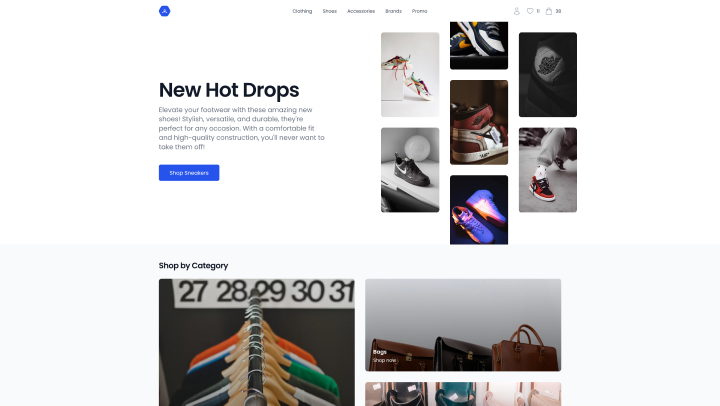 Clothing Shoes Accessories Brands Promo
11 38
New Hot Drops
Elevate your footwear with these amazing new
shoes! Stylish, versatile, and durable, they're
perfect for any occasion. With a comfortable fit
and high-quality construction, you'll never want to
take them off!
Shop Sneakers
Shop by Category
27 28 29 30 31
Bags
Shop now